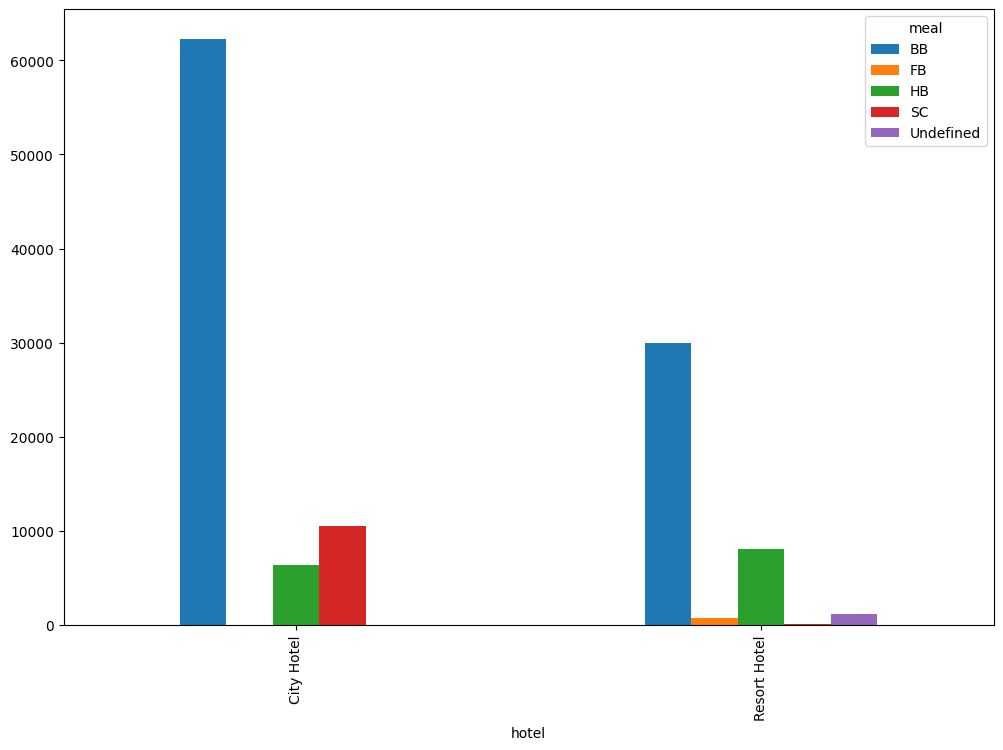 meal
BB
FB
HB
SC
Undefined
60000
50000
40000
30000
20000
10000
0
City Hotel
Resort Hotel
hotel